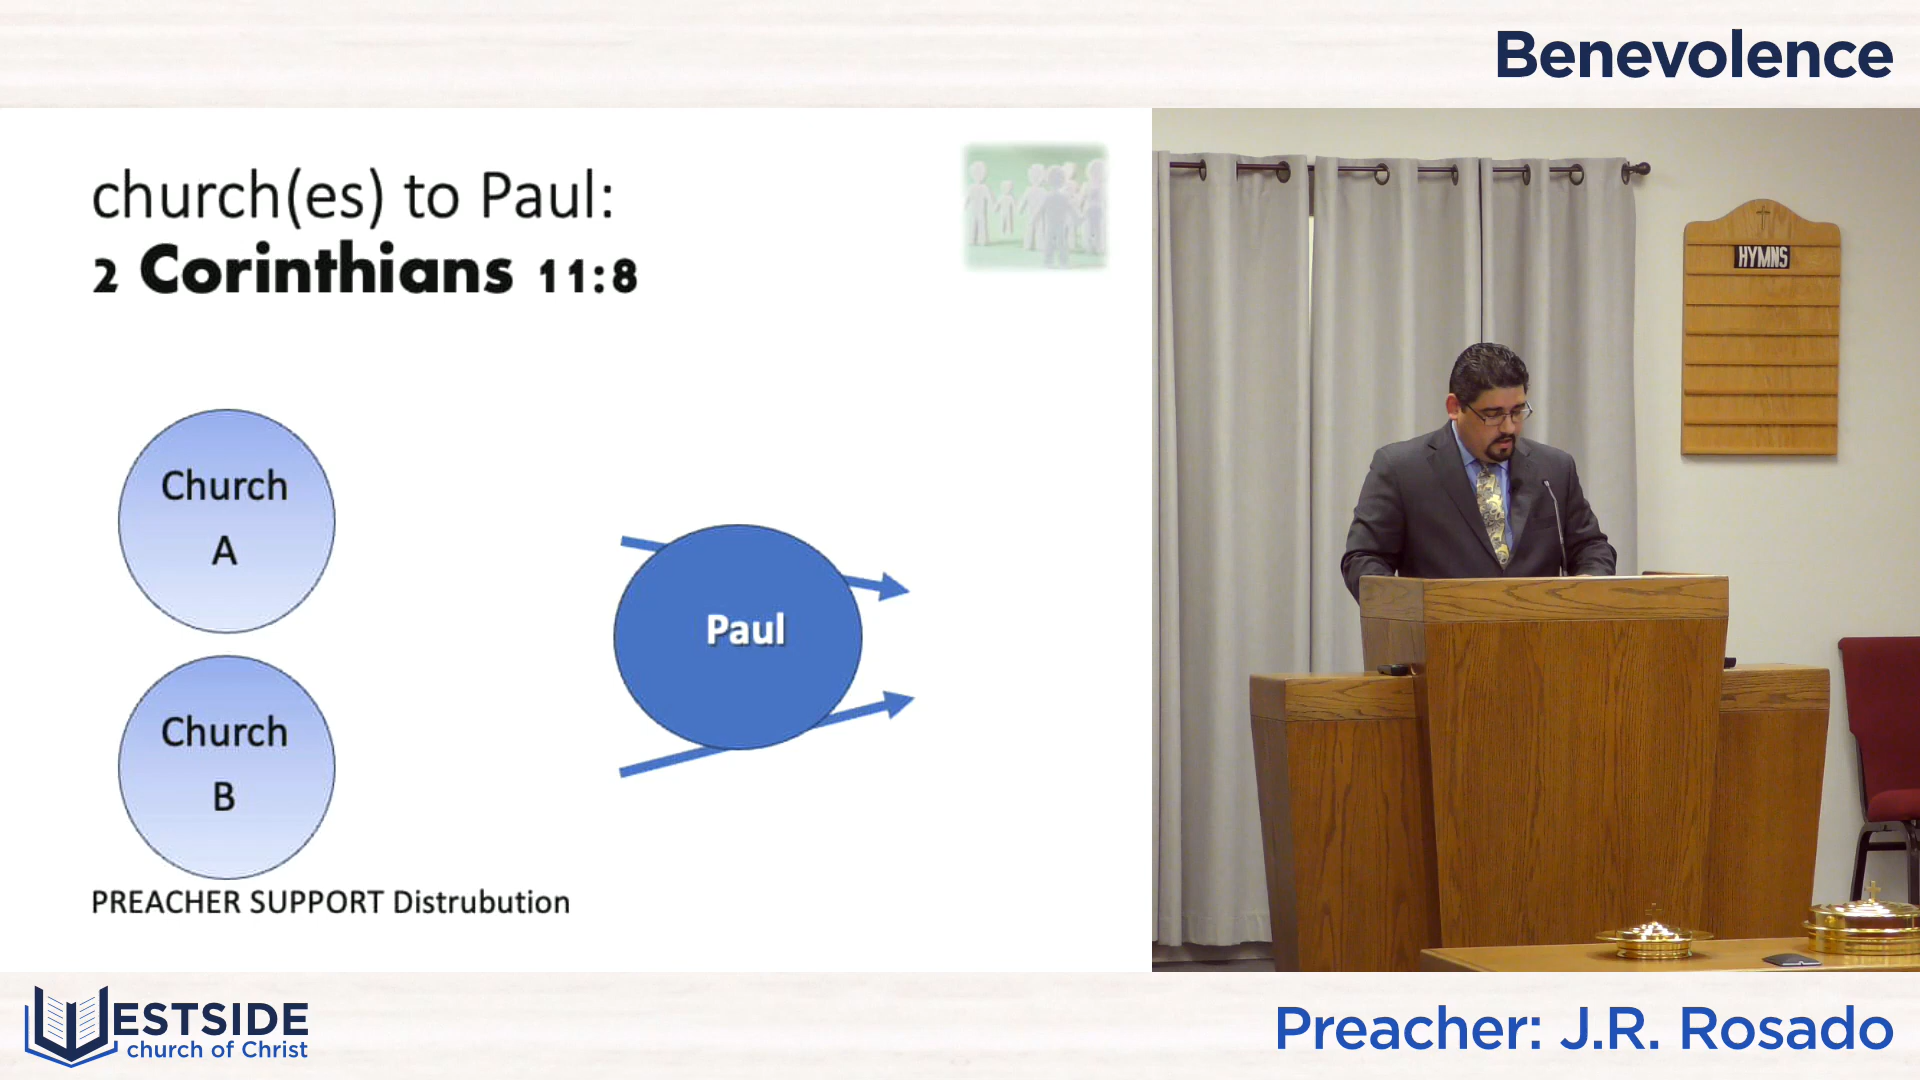 Benevolence
church(es) to Paul:
2 Corinthians 11:8
HYMNS
Church
A
Paul
Church
B
PREACHER SUPPORT Distrubution
WESTSIDE
church of Christ
Preacher: J.R. Rosado